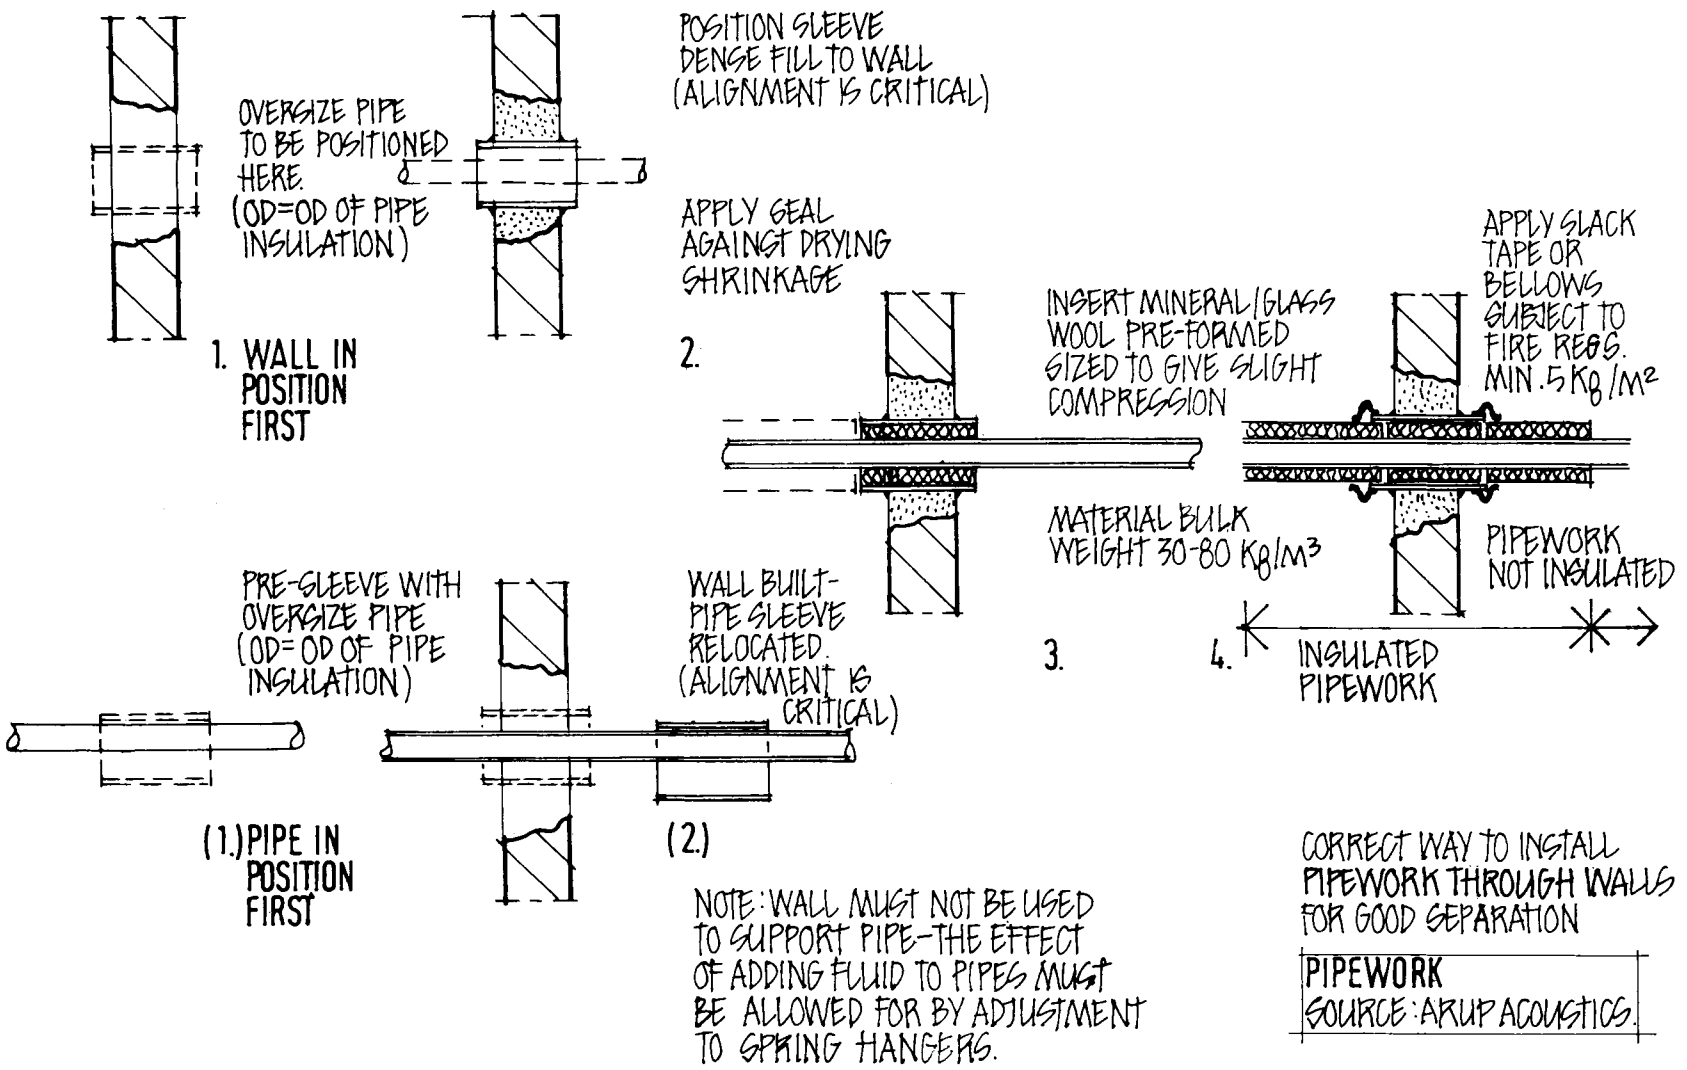 OVERSIZE PIPE
TO BE POSITIONED
HERE.
(OD=OD OF PIPE
INSULATION)
1. WALL IN
POSITION
FIRST
POSITION SLEEVE
DENSE FILL TO WALL
(ALIGNMENT IS CRITICAL)
APPLY SEAL
AGAINST DRYING
SHRINKAGE
2.
INSERT MINERAL/GLASS
WOOL PRE-FORMED
SIZED TO GIVE SLIGHT
COMPRESSION
MATERIAL BULK
WEIGHT 30-80 Kg/M³
3.
APPLY SLACK
TAPE OR
BELLOWS
SUBJECT TO
FIRE REGS.
MIN. 5 Kg/M²
PIPEWORK
NOT INSULATED
4.
INSULATED
PIPEWORK
PRE-SLEEVE WITH
OVERSIZE PIPE
(OD=OD OF PIPE
INSULATION)
(1.) PIPE IN
POSITION
FIRST
WALL BUILT-
PIPE SLEEVE
RELOCATED.
(ALIGNMENT IS
CRITICAL)
(2.)
NOTE: WALL MUST NOT BE USED
TO SUPPORT PIPE-THE EFFECT
OF ADDING FLUID TO PIPES MUST
BE ALLOWED FOR BY ADJUSTMENT
TO SPRING HANGERS.
CORRECT WAY TO INSTALL
PIPEWORK THROUGH WALLS
FOR GOOD SEPARATION
PIPEWORK
SOURCE: ARUP ACOUSTICS.